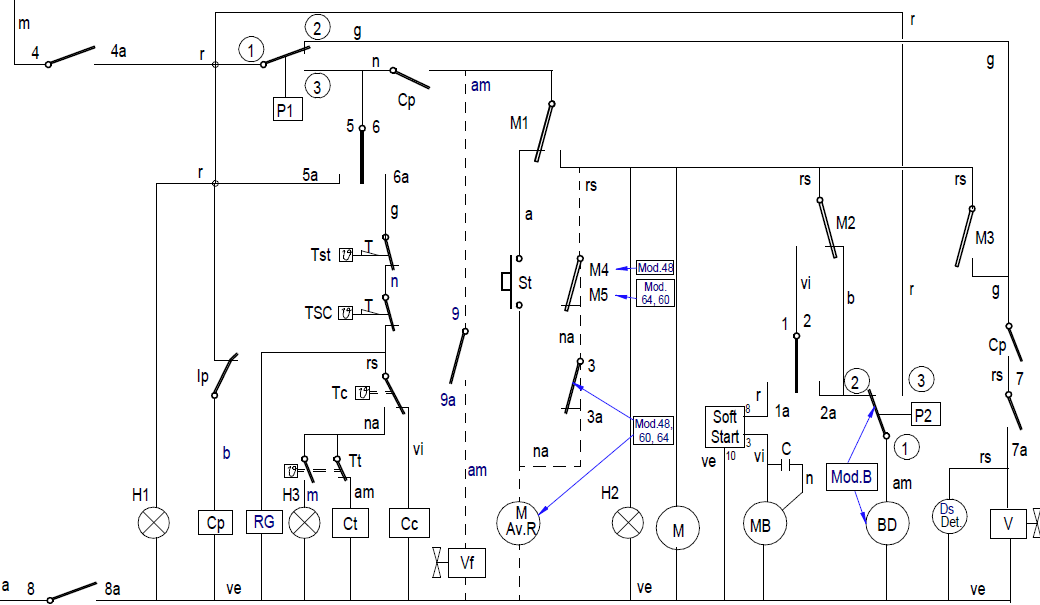 m
r
2
g
4
4a
r
1
n
3
g
P1
Cp
am
M1
5
6
r
5a
6a
rs
rs
rs
g
a
M2
M3
Tst
T
n
St
M4
Mod.48
M5
Mod.
64, 60
vi
b
r
g
TSC
T
9
1
2
na
Cp
rs
Ip
3
rs
7
Tc
2
3
9a
r
8
1a
2a
P2
na
3a
Soft
Start
3
Mod.48,
60, 64
1
7a
b
vi
na
ve
10
vi
C
rs
Tt
am
n
Mod.B
am
H1
H3
m
am
H2
Cp
RG
Ct
Cc
M
Av.R
M
MB
BD
Ds
Det.
V
Vf
a
8
8a
ve
ve
ve